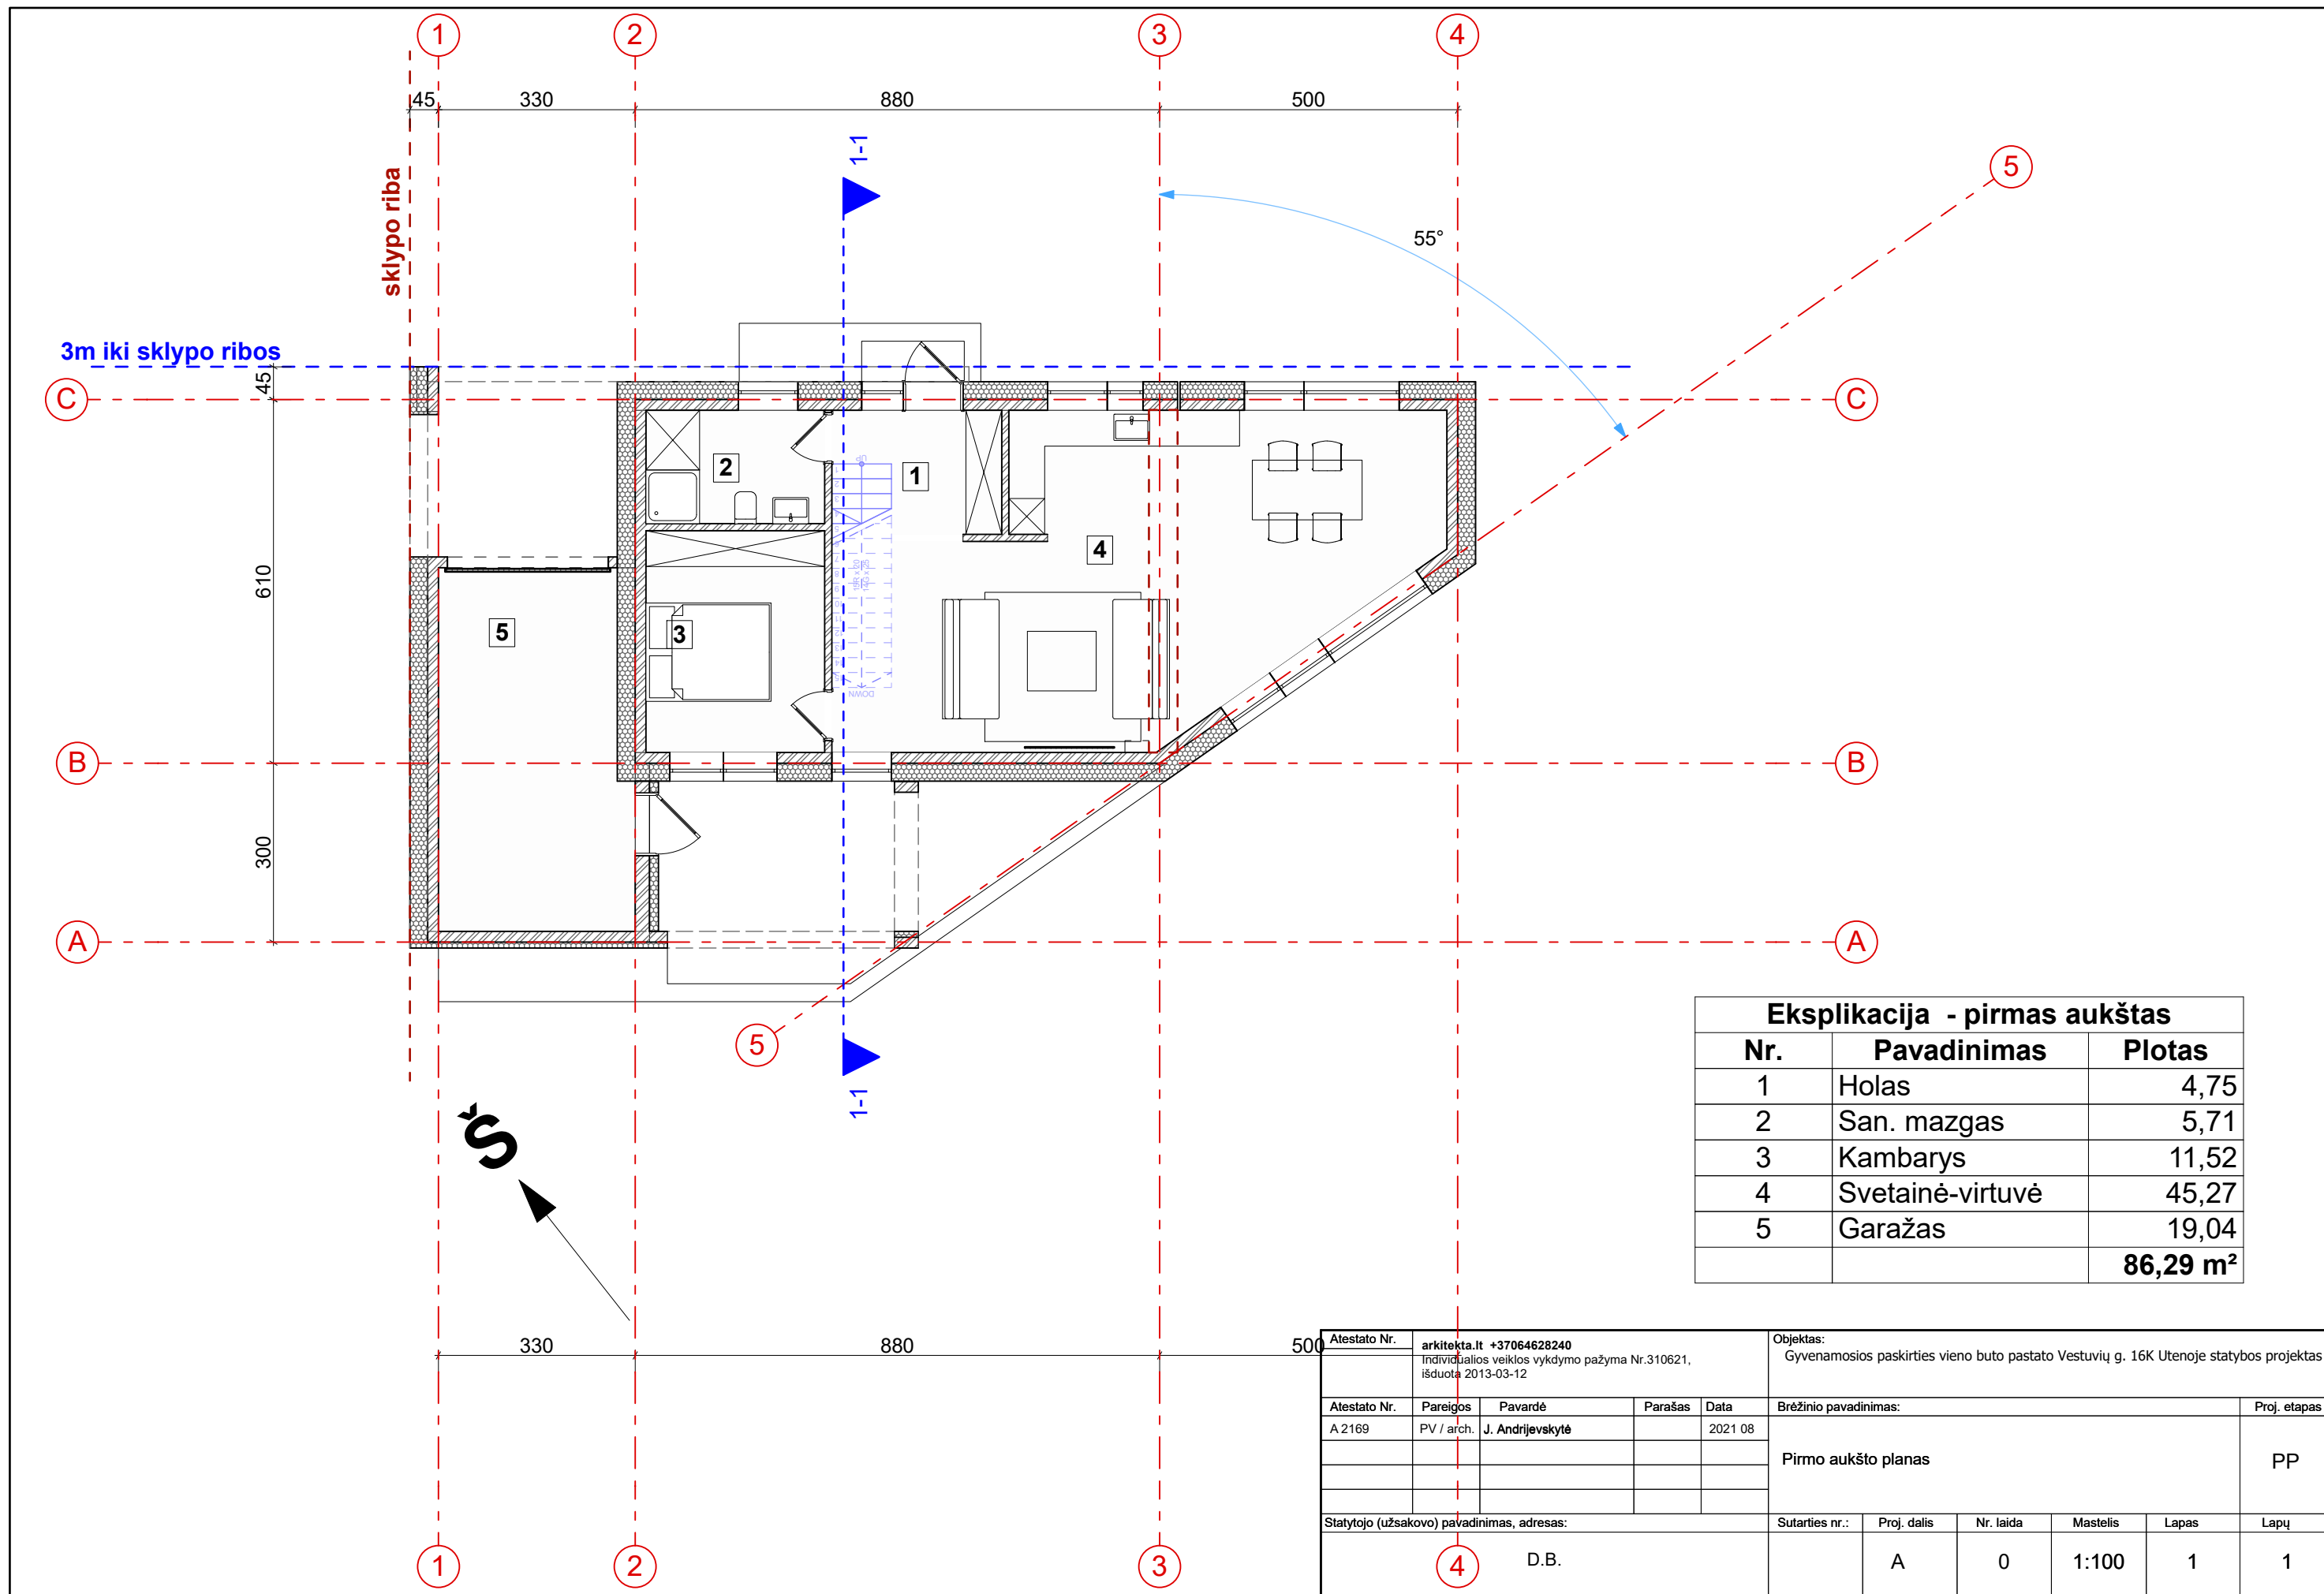 1 2 3 4
45 330 880 500
1-1
5
sklypo riba
55°
3m iki sklypo ribos
45
C C
2
1
UP
4
610
15R x 20
14G x 25
5
3
DOWN
B B
300
A A
5
1-1
Š
Eksplikacija - pirmas aukštas
Nr. Pavadinimas Plotas
1 Holas 4,75
2 San. mazgas 5,71
3 Kambarys 11,52
4 Svetainė-virtuvė 45,27
5 Garažas 19,04
86,29 m²
330 880 500
Atestato Nr.
arkitekta.lt +37064628240
Individualios veiklos vykdymo pažyma Nr.310621,
išduota 2013-03-12
Objektas:
Gyvenamosios paskirties vieno buto pastato Vestuvių g. 16K Utenoje statybos projektas
Atestato Nr. Pareigos Pavardė Parašas Data Brėžinio pavadinimas: Proj. etapas
A 2169 PV / arch. J. Andrijevskytė 2021 08
Pirmo aukšto planas PP
Statytojo (užsakovo) pavadinimas, adresas: Sutarties nr.: Proj. dalis Nr. laida Mastelis Lapas Lapų
D.B. A 0 1:100 1 1
1 2 3 4